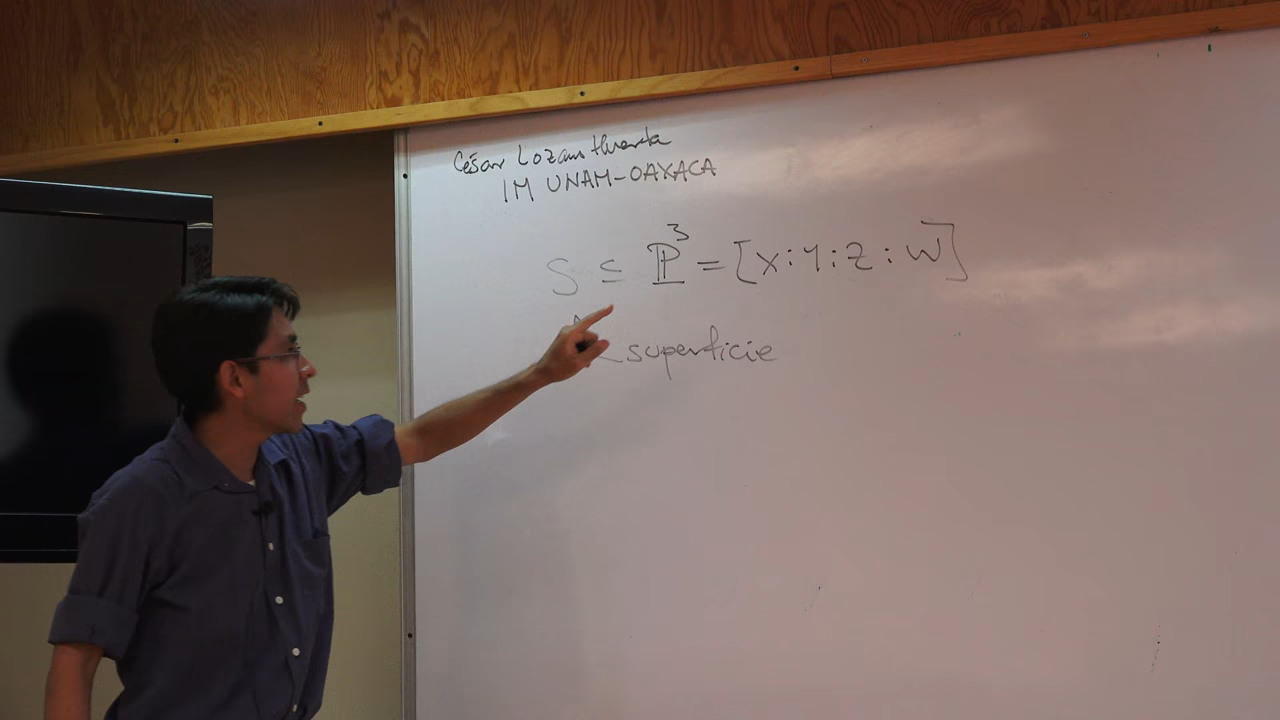 César Lozano Huerta
IM UNAM-OAXACA
S ⊆ ℙ³ = [X:Y:Z:W]
superficie